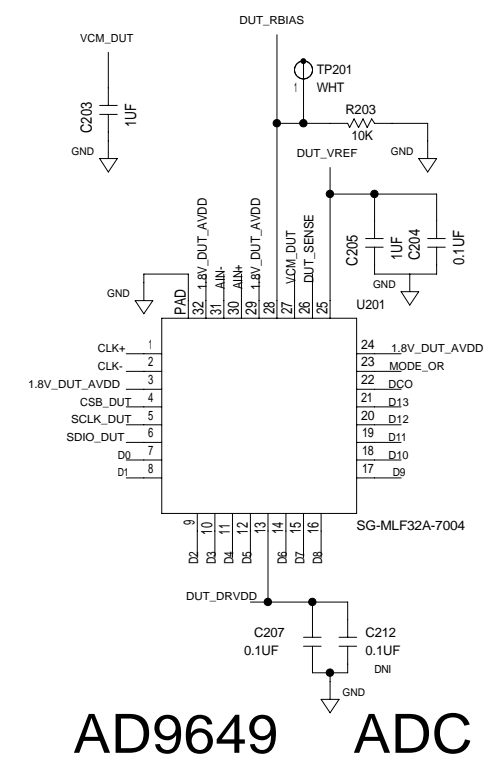 DUT_RBIAS
VCM_DUT
TP201
1 WHT
C203
1UF
R203
10K
GND
DUT_VREF
GND
C205
1UF
C204
0.1UF
GND
GND
PAD
32 1.8V_DUT_AVDD
31 AIN-
30 AIN+
29 1.8V_DUT_AVDD
28
27 VCM_DUT
26 DUT_SENSE
25
U201
CLK+ 1
CLK- 2
1.8V_DUT_AVDD 3
CSB_DUT 4
SCLK_DUT 5
SDIO_DUT 6
D0 7
D1 8
24 1.8V_DUT_AVDD
23 MODE_OR
22 DCO
21 D13
20 D12
19 D11
18 D10
17 D9
9 D2
10 D3
11 D4
12 D5
13
14 D6
15 D7
16 D8
SG-MLF32A-7004
DUT_DRVDD
C207
0.1UF
C212
0.1UF
DNI
GND
AD9649 ADC